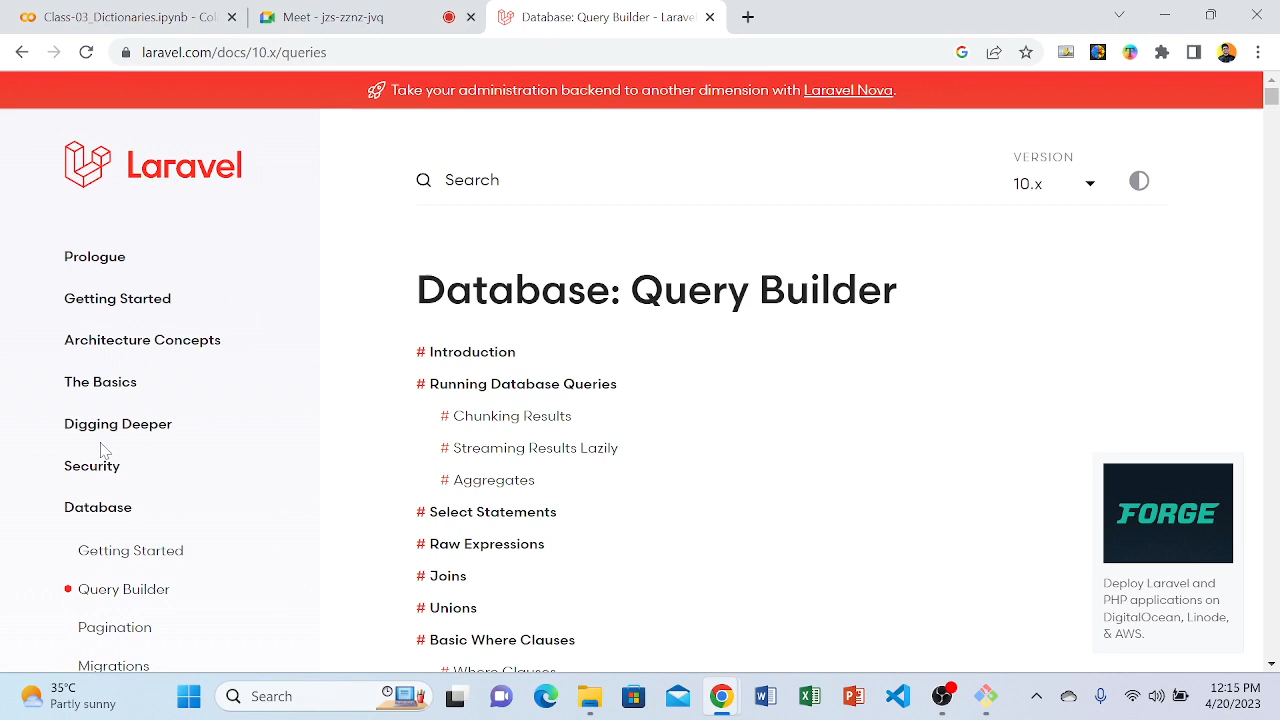 Class-03_Dictionaries.ipynb - Col
Meet - jzs-zznz-jvq
Database: Query Builder - Laravel
laravel.com/docs/10.x/queries
Take your administration backend to another dimension with Laravel Nova.
Laravel
Search
VERSION
10.x
Prologue
Getting Started
Architecture Concepts
The Basics
Digging Deeper
Security
Database
Getting Started
Query Builder
Pagination
Migrations
Database: Query Builder
# Introduction
# Running Database Queries
# Chunking Results
# Streaming Results Lazily
# Aggregates
# Select Statements
# Raw Expressions
# Joins
# Unions
# Basic Where Clauses
# Where Clauses
FORGE
Deploy Laravel and
PHP applications on
DigitalOcean, Linode,
& AWS.
35°C
Partly sunny
Search
12:15 PM
4/20/2023